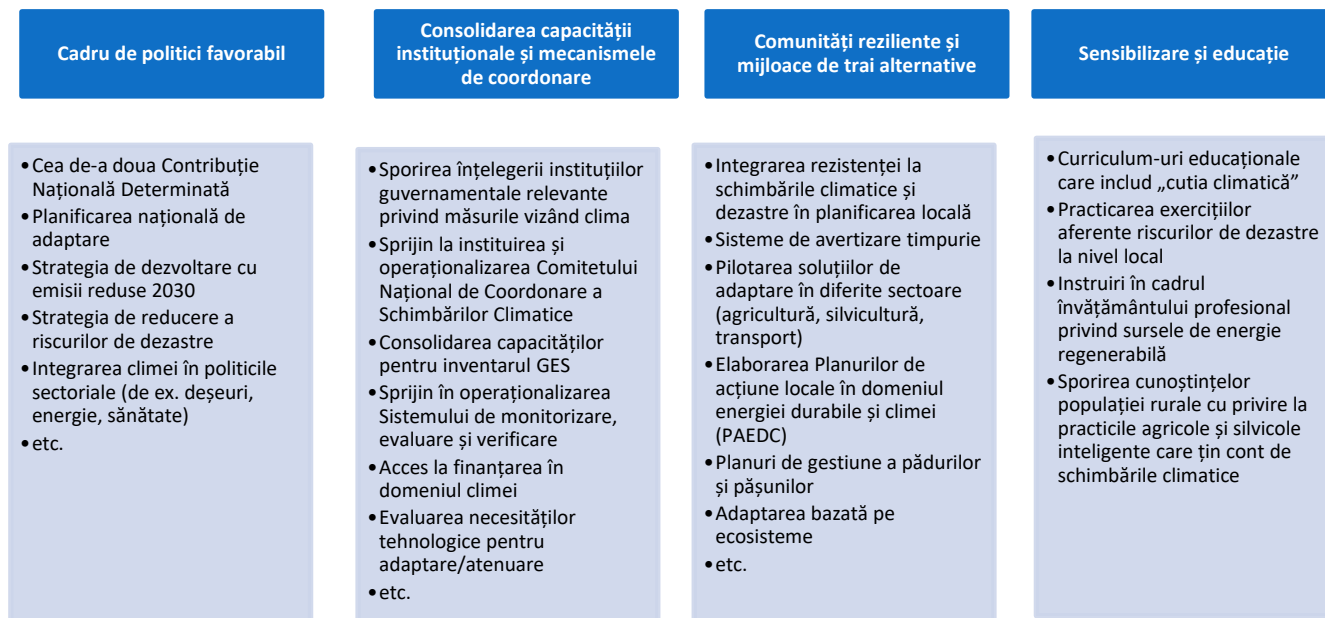 Cadru de politici favorabil
Consolidarea capacității
instituționale și mecanismele
de coordonare
Comunități reziliente și
mijloace de trai alternative
Sensibilizare și educație
•Cea de-a doua Contribuție
Națională Determinată
•Planificarea națională de
adaptare
•Strategia de dezvoltare cu
emisii reduse 2030
•Strategia de reducere a
riscurilor de dezastre
•Integrarea climei în politicile
sectoriale (de ex. deșeuri,
energie, sănătate)
•etc.
•Sporirea înțelegerii instituțiilor
guvernamentale relevante
privind măsurile vizând clima
•Sprijin la instituirea și
operaționalizarea Comitetului
Național de Coordonare a
Schimbărilor Climatice
•Consolidarea capacităților
pentru inventarul GES
•Sprijin în operaționalizarea
Sistemului de monitorizare,
evaluare și verificare
•Acces la finanțarea în
domeniul climei
•Evaluarea necesităților
tehnologice pentru
adaptare/atenuare
•etc.
•Integrarea rezistenței la
schimbările climatice și
dezastre în planificarea locală
•Sisteme de avertizare timpurie
•Pilotarea soluțiilor de
adaptare în diferite sectoare
(agricultură, silvicultură,
transport)
•Elaborarea Planurilor de
acțiune locale în domeniul
energiei durabile și climei
(PAEDC)
•Planuri de gestiune a pădurilor
și pășunilor
•Adaptarea bazată pe
ecosisteme
•etc.
•Curriculum-uri educaționale
care includ „cutia climatică”
•Practicarea exercițiilor
aferente riscurilor de dezastre
la nivel local
•Instruiri în cadrul
învățământului profesional
privind sursele de energie
regenerabilă
•Sporirea cunoștințelor
populației rurale cu privire la
practicile agricole și silvicole
inteligente care țin cont de
schimbările climatice